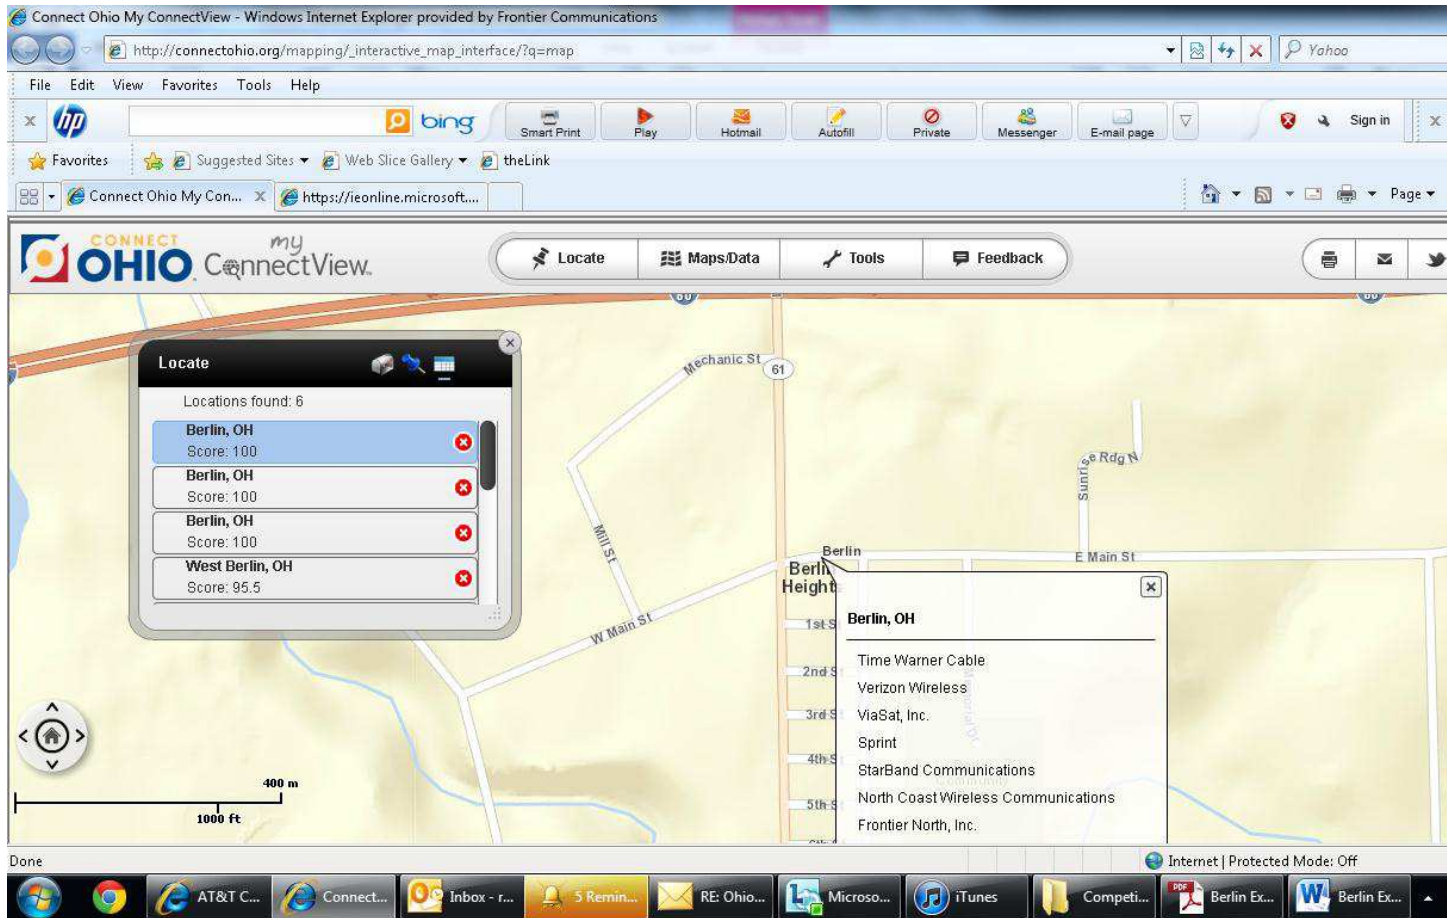 Connect Ohio My ConnectView - Windows Internet Explorer provided by Frontier Communications
http://connectohio.org/mapping/_interactive_map_interface/?q=map
Yahoo
File Edit View Favorites Tools Help
x hp bing Smart Print Play Hotmail Autofill Private Messenger E-mail page Sign in x
Favorites Suggested Sites Web Slice Gallery theLink
Connect Ohio My Con... x https://ieonline.microsoft.... Page
CONNECT OHIO my ConnectView.
Locate Maps/Data Tools Feedback
80
80
Locate
Locations found: 6
Berlin, OH
Score: 100
Berlin, OH
Score: 100
Berlin, OH
Score: 100
West Berlin, OH
Score: 95.5
Mechanic St
61
Sunrise Rdg N
Mill St
Berlin
E Main St
Berlin
Heights
W Main St
1st S
2nd S
3rd S
4th S
5th S
Berlin, OH
Time Warner Cable
Verizon Wireless
ViaSat, Inc.
Sprint
StarBand Communications
North Coast Wireless Communications
Frontier North, Inc.
400 m
1000 ft
Done
Internet | Protected Mode: Off
AT&T C... Connect... Inbox - r... 5 Remin... RE: Ohio... Microso... iTunes Competi... Berlin Ex... Berlin Ex...